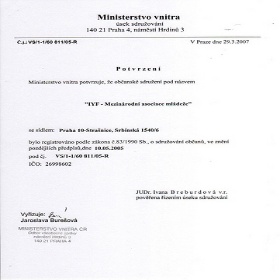 Ministerstvo vnitra
úsek sdružování
140 21 Praha 4, náměstí Hrdinů 3
Č.j.: VS/1-1/60 811/05-R
V Praze dne 29.3.2007
Potvrzení
Ministerstvo vnitra potvrzuje, že občanské sdružení pod názvem
"IYF - Mezinárodní asociace mládeže"
se sídlem: Praha 10-Strašnice, Srbínská 1540/6
bylo registrováno podle zákona č.83/1990 Sb., o sdružování občanů, ve znění
pozdějších předpisů, dne 10.05.2005
pod čj. VS/1-1/60 811/05-R
IČO: 26998602
JUDr. Ivana v.r.
pověřena řízením úseku sdružování
Vyřizuje:
Jaroslava Burešová
MINISTERSTVO VNITRA ČR
140 21 PRAHA 4